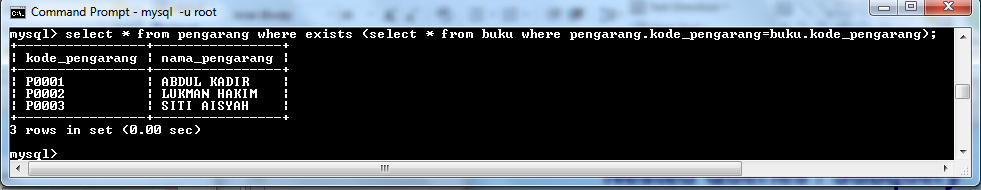 Command Prompt - mysql -u root
mysql> select * from pengarang where exists (select * from buku where pengarang.kode_pengarang=buku.kode_pengarang);
+----------------+---------------+
| kode_pengarang | nama_pengarang |
+----------------+---------------+
| P0001 | ABDUL KADIR |
| P0002 | LUKMAN HAKIM |
| P0003 | SITI AISYAH |
+----------------+---------------+
3 rows in set (0.00 sec)
mysql>